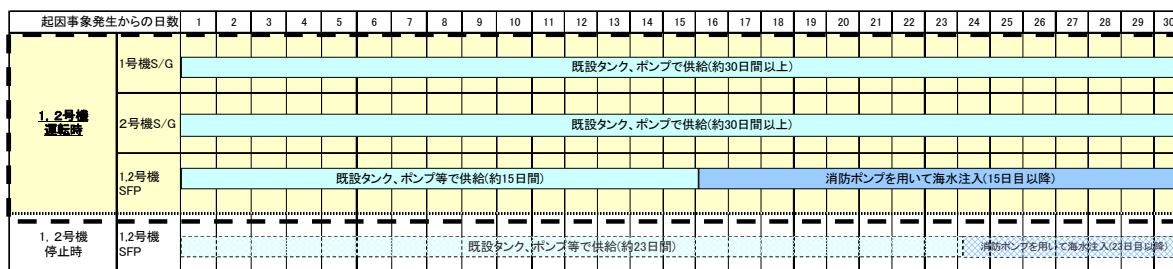 起因事象発生からの日数 1 2 3 4 5 6 7 8 9 10 11 12 13 14 15 16 17 18 19 20 21 22 23 24 25 26 27 28 29 30
1号機S/G
既設タンク、ポンプで供給(約30日間以上)
1, 2号機
運転時
2号機S/G
既設タンク、ポンプで供給(約30日間以上)
1,2号機
SFP
既設タンク、ポンプ等で供給(約15日間)
消防ポンプを用いて海水注入(15日目以降)
1, 2号機
停止時
1,2号機
SFP
既設タンク、ポンプ等で供給(約23日間)
消防ポンプを用いて海水注入(23日目以降)